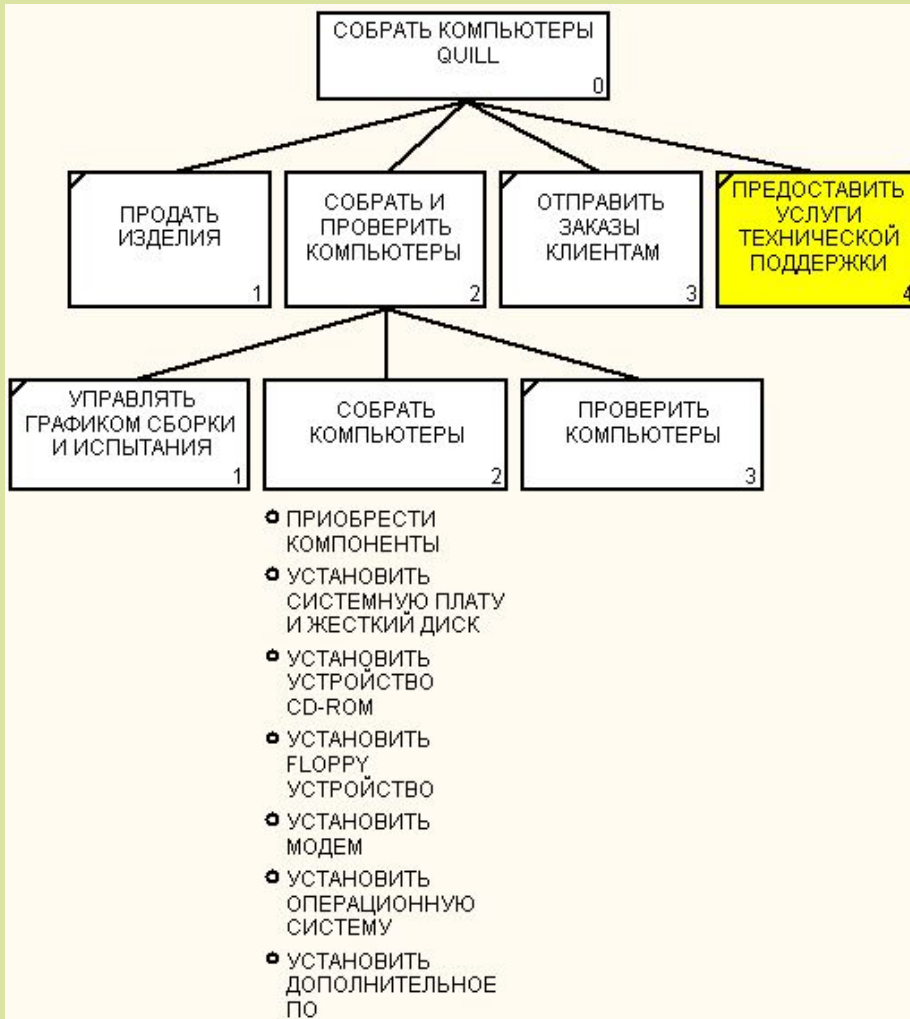 СОБРАТЬ КОМПЬЮТЕРЫ
QUILL
0
ПРОДАТЬ
ИЗДЕЛИЯ
1
СОБРАТЬ И
ПРОВЕРИТЬ
КОМПЬЮТЕРЫ
2
ОТПРАВИТЬ
ЗАКАЗЫ
КЛИЕНТАМ
3
ПРЕДОСТАВИТЬ
УСЛУГИ
ТЕХНИЧЕСКОЙ
ПОДДЕРЖКИ
4
УПРАВЛЯТЬ
ГРАФИКОМ СБОРКИ
И ИСПЫТАНИЯ
1
СОБРАТЬ
КОМПЬЮТЕРЫ
2
ПРОВЕРИТЬ
КОМПЬЮТЕРЫ
3
ПРИОБРЕСТИ
КОМПОНЕНТЫ
УСТАНОВИТЬ
СИСТЕМНУЮ ПЛАТУ
И ЖЕСТКИЙ ДИСК
УСТАНОВИТЬ
УСТРОЙСТВО
CD-ROM
УСТАНОВИТЬ
FLOPPY
УСТРОЙСТВО
УСТАНОВИТЬ
МОДЕМ
УСТАНОВИТЬ
ОПЕРАЦИОННУЮ
СИСТЕМУ
УСТАНОВИТЬ
ДОПОЛНИТЕЛЬНОЕ
ПО